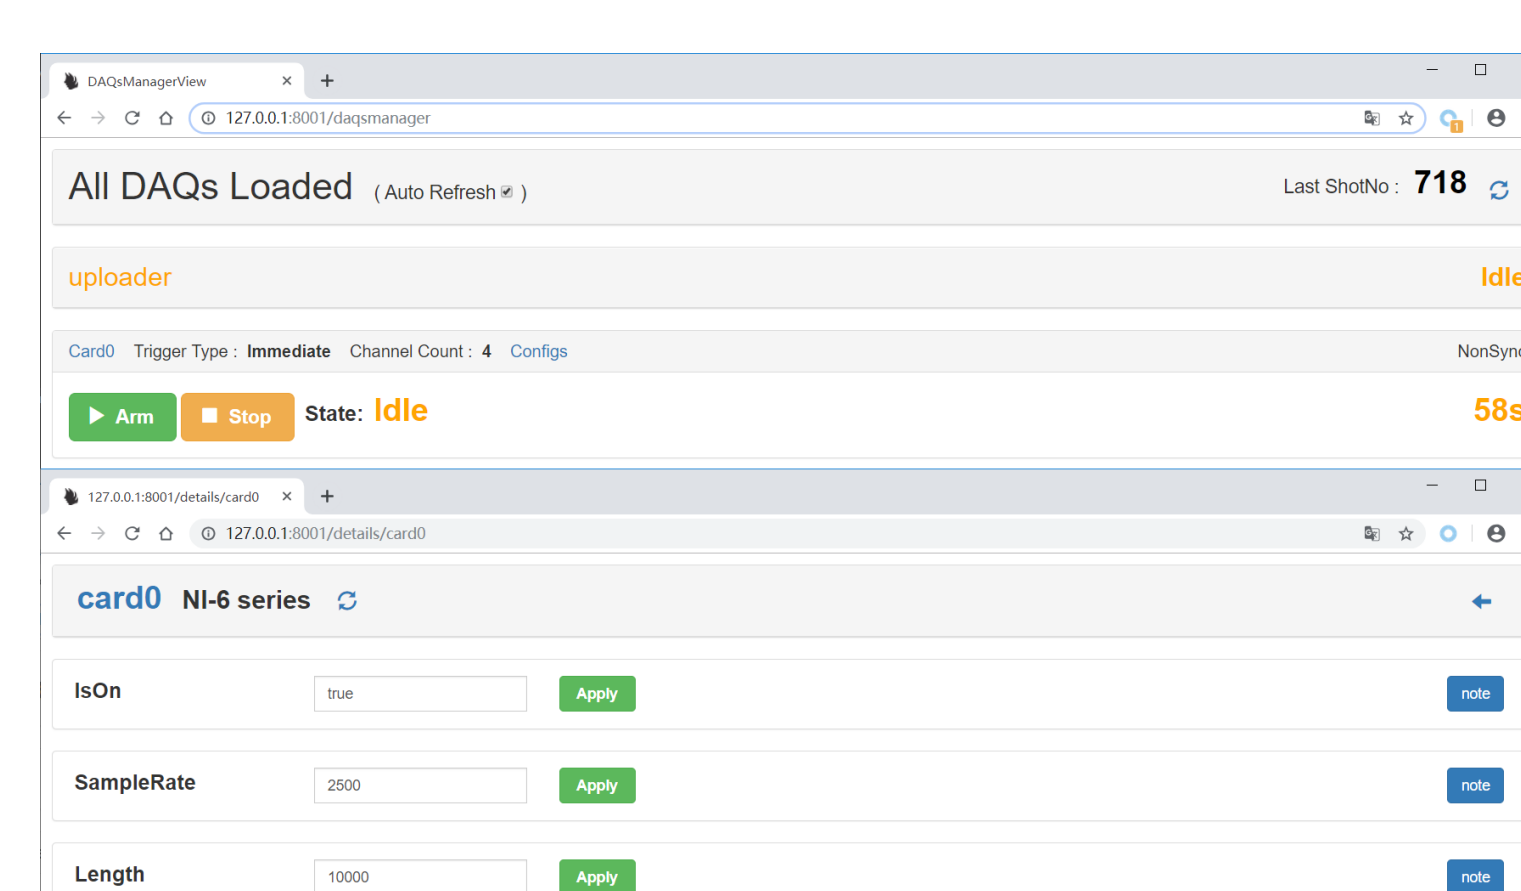 DAQsManagerView
127.0.0.1:8001/daqsmanager
1
All DAQs Loaded ( Auto Refresh ) Last ShotNo : 718
uploader Idle
Card0 Trigger Type : Immediate Channel Count : 4 Configs NonSync
Arm Stop State: Idle 58s
127.0.0.1:8001/details/card0
127.0.0.1:8001/details/card0
card0 NI-6 series
IsOn true Apply note
SampleRate 2500 Apply note
Length 10000 Apply note